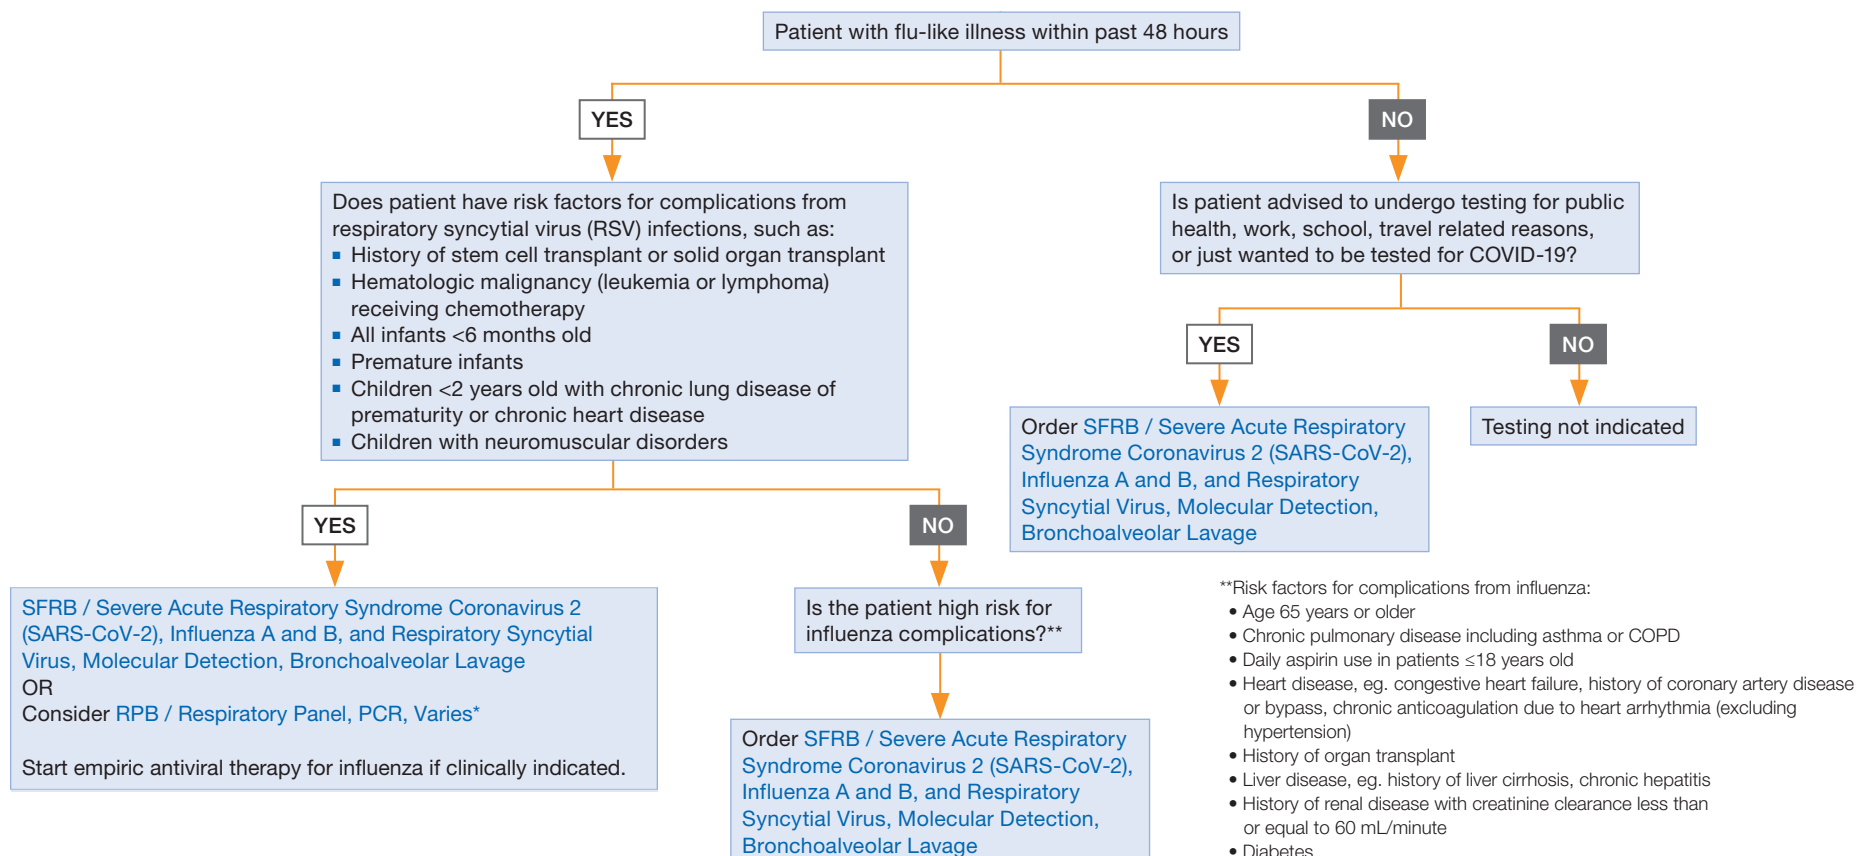 Patient with flu-like illness within past 48 hours
YES
NO
Does patient have risk factors for complications from
respiratory syncytial virus (RSV) infections, such as:
▪ History of stem cell transplant or solid organ transplant
▪ Hematologic malignancy (leukemia or lymphoma)
receiving chemotherapy
▪ All infants <6 months old
▪ Premature infants
▪ Children <2 years old with chronic lung disease of
prematurity or chronic heart disease
▪ Children with neuromuscular disorders
Is patient advised to undergo testing for public
health, work, school, travel related reasons,
or just wanted to be tested for COVID-19?
YES
NO
Order SFRB / Severe Acute Respiratory
Syndrome Coronavirus 2 (SARS-CoV-2),
Influenza A and B, and Respiratory
Syncytial Virus, Molecular Detection,
Bronchoalveolar Lavage
Testing not indicated
YES
NO
SFRB / Severe Acute Respiratory Syndrome Coronavirus 2
(SARS-CoV-2), Influenza A and B, and Respiratory Syncytial
Virus, Molecular Detection, Bronchoalveolar Lavage
OR
Consider RPB / Respiratory Panel, PCR, Varies*
Start empiric antiviral therapy for influenza if clinically indicated.
Is the patient high risk for
influenza complications?**
Order SFRB / Severe Acute Respiratory
Syndrome Coronavirus 2 (SARS-CoV-2),
Influenza A and B, and Respiratory
Syncytial Virus, Molecular Detection,
Bronchoalveolar Lavage
**Risk factors for complications from influenza:
• Age 65 years or older
• Chronic pulmonary disease including asthma or COPD
• Daily aspirin use in patients ≤18 years old
• Heart disease, eg. congestive heart failure, history of coronary artery disease
or bypass, chronic anticoagulation due to heart arrhythmia (excluding
hypertension)
• History of organ transplant
• Liver disease, eg. history of liver cirrhosis, chronic hepatitis
• History of renal disease with creatinine clearance less than
or equal to 60 mL/minute
• Diabetes